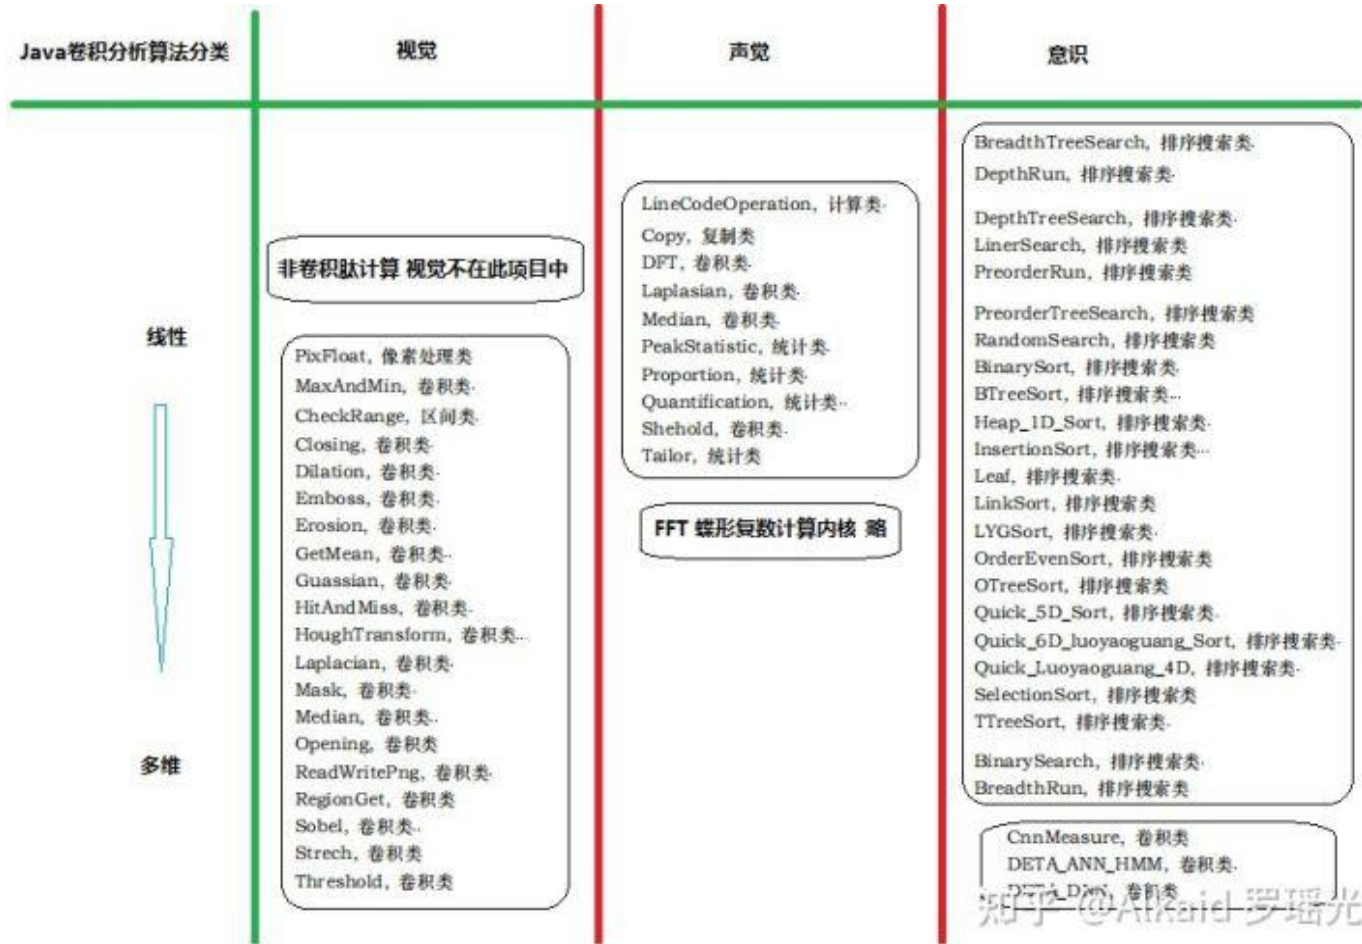 Java卷积分析算法分类
视觉
声觉
意识
线性
多维
非卷积肽计算 视觉不在此项目中
PixFloat, 像素处理类
MaxAndMin, 卷积类·
CheckRange, 区间类·
Closing, 卷积类·
Dilation, 卷积类·
Emboss, 卷积类·
Erosion, 卷积类·
GetMean, 卷积类··
Guassian, 卷积类·
HitAndMiss, 卷积类·
HoughTransform, 卷积类··
Laplacian, 卷积类·
Mask, 卷积类·
Median, 卷积类··
Opening, 卷积类
ReadWritePng, 卷积类·
RegionGet, 卷积类
Sobel, 卷积类··
Strech, 卷积类
Threshold, 卷积类
LineCodeOperation, 计算类·
Copy, 复制类
DFT, 卷积类·
Laplasian, 卷积类·
Median, 卷积类·
PeakStatistic, 统计类·
Proportion, 统计类·
Quantification, 统计类··
Shehold, 卷积类·
Tailor, 统计类
FFT 蝶形复数计算内核 略
BreadthTreeSearch, 排序搜索类·
DepthRun, 排序搜索类·
DepthTreeSearch, 排序搜索类·
LinerSearch, 排序搜索类
PreorderRun, 排序搜索类
PreorderTreeSearch, 排序搜索类
RandomSearch, 排序搜索类
BinarySort, 排序搜索类·
BTreeSort, 排序搜索类···
Heap_1D_Sort, 排序搜索类·
InsertionSort, 排序搜索类···
Leaf, 排序搜索类·
LinkSort, 排序搜索类
LYGSort, 排序搜索类·
OrderEvenSort, 排序搜索类
OTreeSort, 排序搜索类
Quick_5D_Sort, 排序搜索类·
Quick_6D_luoyaoguang_Sort, 排序搜索类·
Quick_Luoyaoguang_4D, 排序搜索类·
SelectionSort, 排序搜索类
TTreeSort, 排序搜索类·
BinarySearch, 排序搜索类·
BreadthRun, 排序搜索类
CnnMeasure, 卷积类
DETA_ANN_HMM, 卷积类·
DETA_DNN, 卷积类
知乎 @Alkaid 罗瑶光